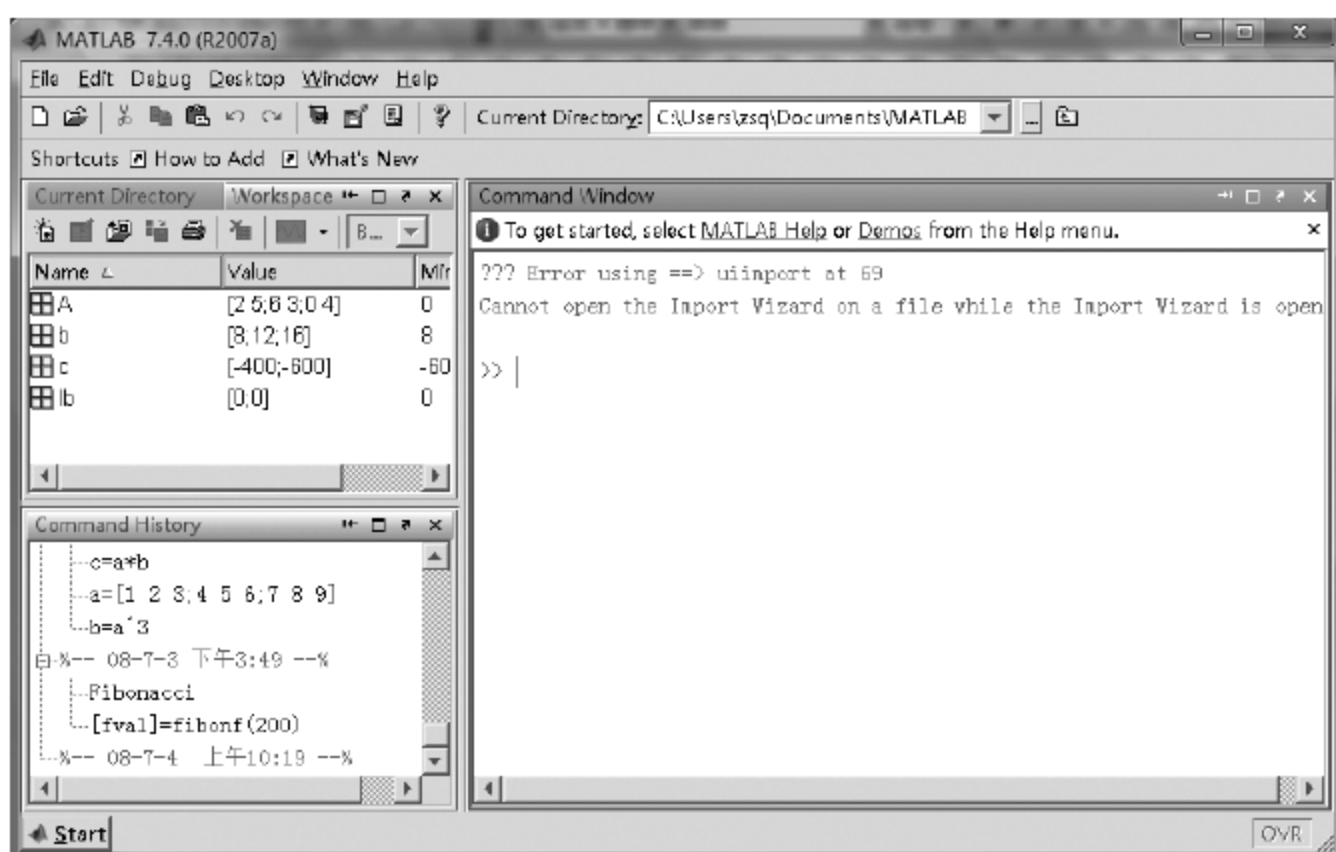 MATLAB 7.4.0 (R2007a)
File Edit Debug Desktop Window Help
Current Directory: C:\Users\zsq\Documents\MATLAB ...
Shortcuts How to Add What's New
Current Directory Workspace
B...
Name Value Mir
A [2 5;6 3;0 4] 0
b [8;12;16] 8
c [-400;-600] -60
lb [0;0] 0
Command History
c=a*b
a=[1 2 3;4 5 6;7 8 9]
b=a^3
%-- 08-7-3 下午3:49 --%
Fibonacci
[fval]=fibonf(200)
%-- 08-7-4 上午10:19 --%
Command Window
To get started, select MATLAB Help or Demos from the Help menu.
??? Error using ==> uiimport at 69
Cannot open the Import Wizard on a file while the Import Wizard is open
>>
Start
OVR